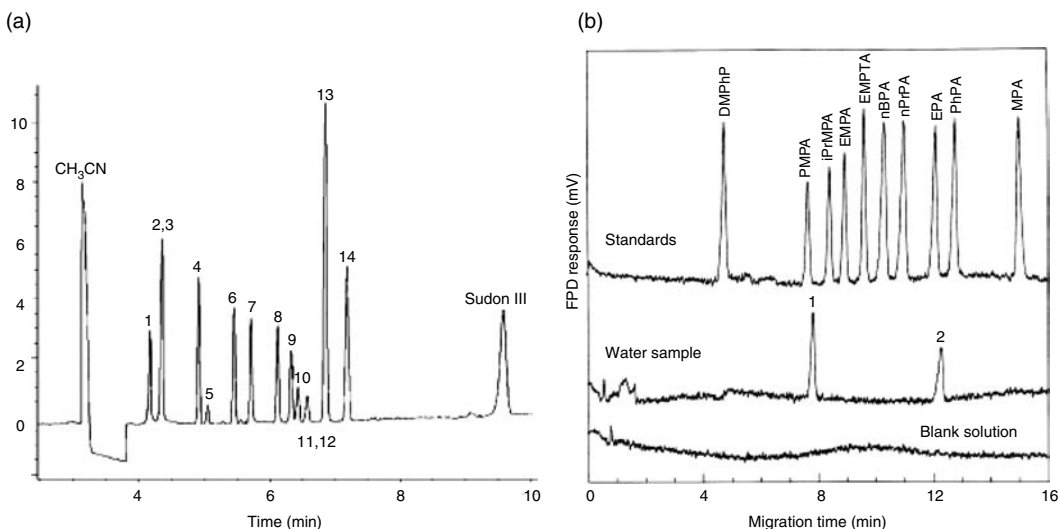 (a)
10
8
6
4
2
0
CH3CN
1
2,3
4
5
6
7
8
9
10
11,12
13
14
Sudon III
4
6
8
10
Time (min)
(b)
FPD response (mV)
DMPhP
PMPA
iPrMPA
EMPA
EMPTA
nBPA
nPrPA
EPA
PhPA
MPA
Standards
1
2
Water sample
Blank solution
0
4
8
12
16
Migration time (min)